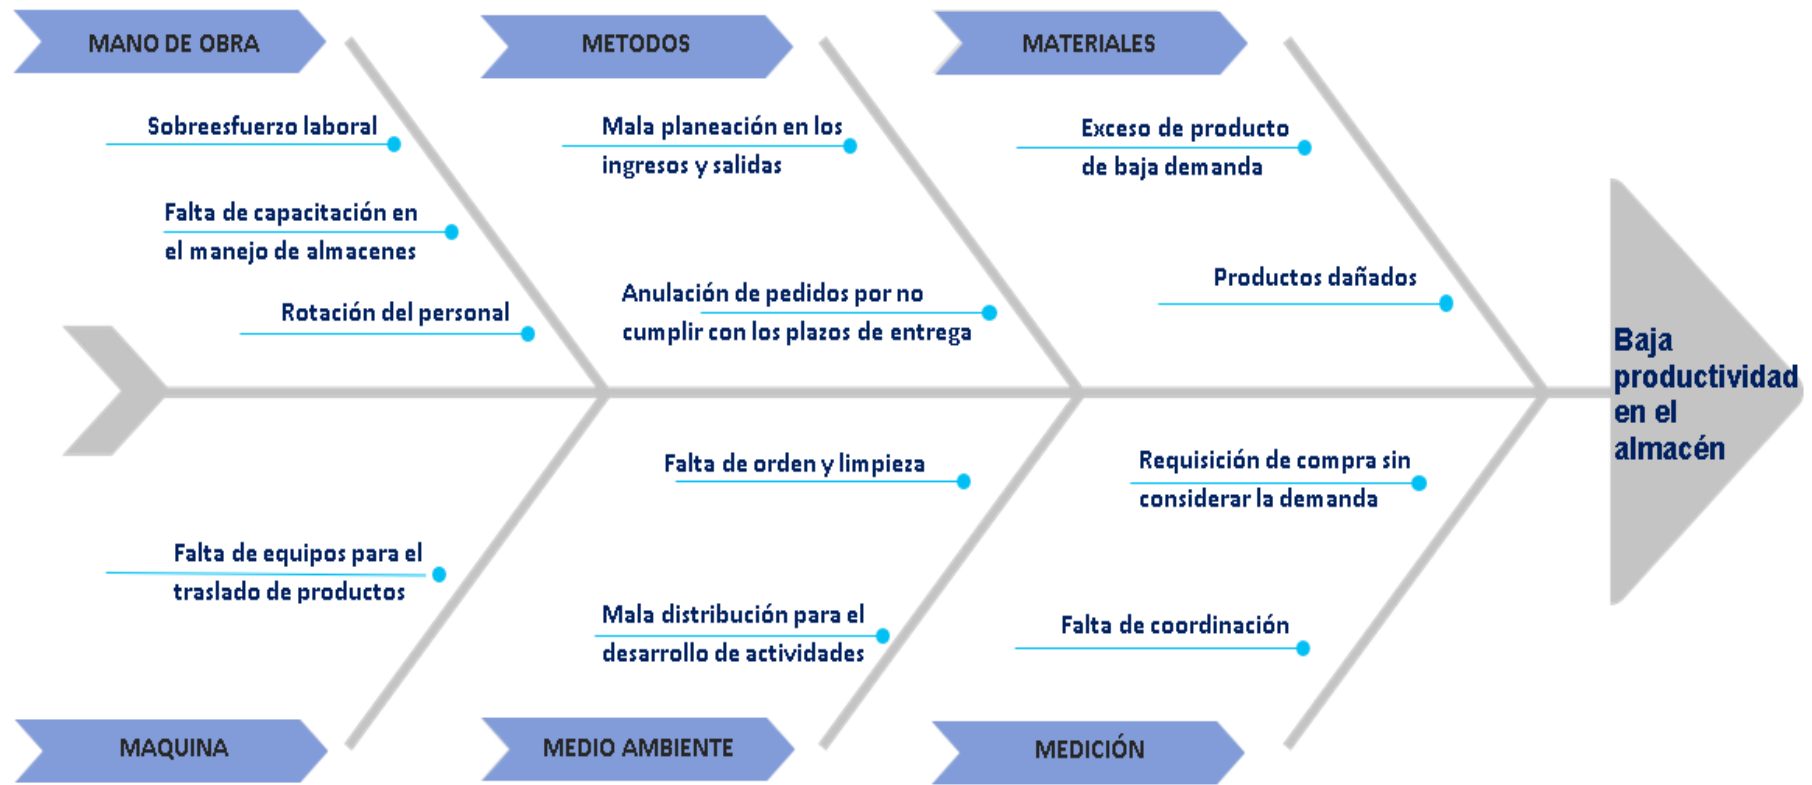 MANO DE OBRA
METODOS
MATERIALES
Sobreesfuerzo laboral
Falta de capacitación en
el manejo de almacenes
Rotación del personal
Mala planeación en los
ingresos y salidas
Anulación de pedidos por no
cumplir con los plazos de entrega
Exceso de producto
de baja demanda
Productos dañados
Baja
productividad
en el
almacén
Falta de equipos para el
traslado de productos
Falta de orden y limpieza
Mala distribución para el
desarrollo de actividades
Requisición de compra sin
considerar la demanda
Falta de coordinación
MAQUINA
MEDIO AMBIENTE
MEDICIÓN